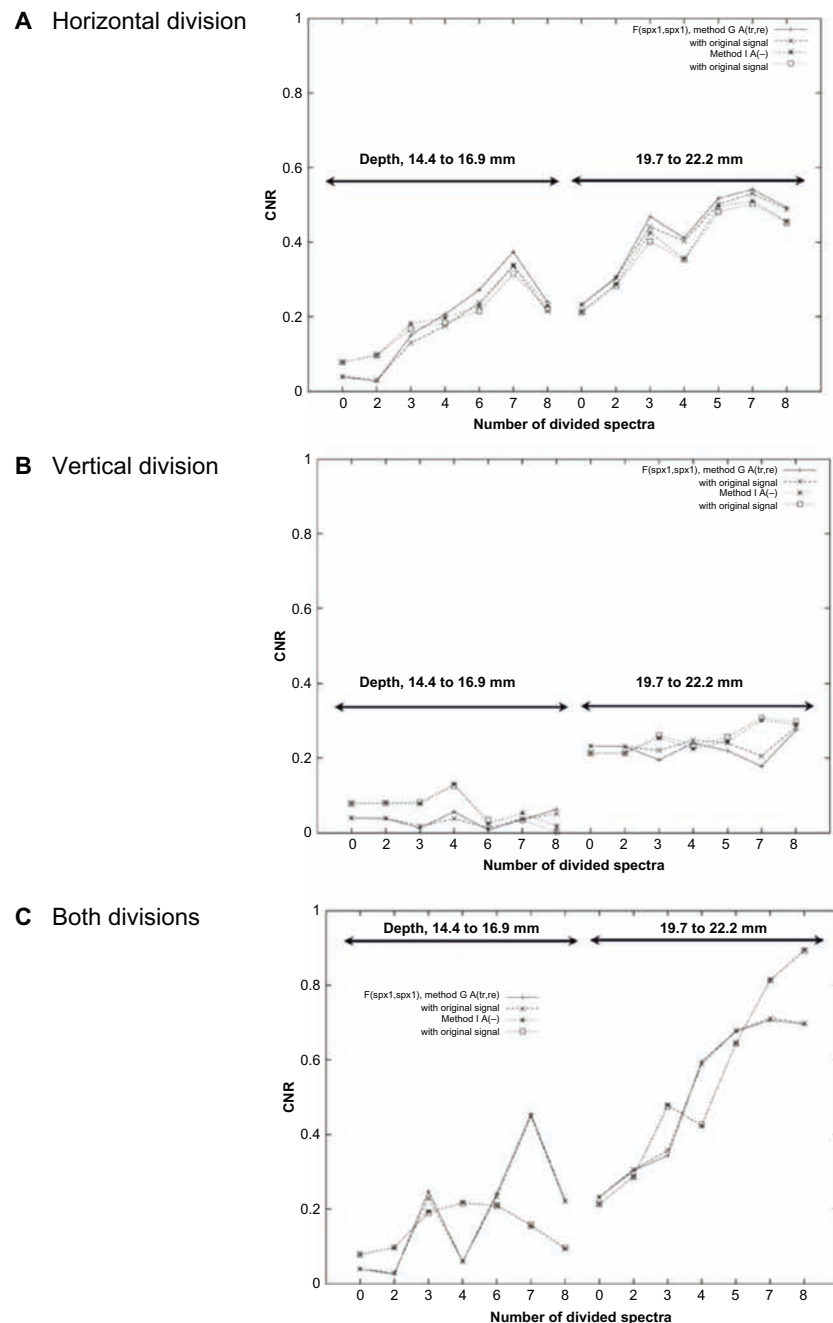 A Horizontal division
1
0.8
0.6
0.4
0.2
0
CNR
F(spx1,spx1), method G A(tr,re)
with original signal
Method I A(–)
with original signal
Depth, 14.4 to 16.9 mm
19.7 to 22.2 mm
0 2 3 4 6 7 8 0 2 3 4 5 7 8
Number of divided spectra
B Vertical division
1
0.8
0.6
0.4
0.2
0
CNR
F(spx1,spx1), method G A(tr,re)
with original signal
Method I A(–)
with original signal
Depth, 14.4 to 16.9 mm
19.7 to 22.2 mm
0 2 3 4 6 7 8 0 2 3 4 5 7 8
Number of divided spectra
C Both divisions
1
0.8
0.6
0.4
0.2
0
CNR
Depth, 14.4 to 16.9 mm
19.7 to 22.2 mm
F(spx1,spx1), method G A(tr,re)
with original signal
Method I A(–)
with original signal
0 2 3 4 6 7 8 0 2 3 4 5 7 8
Number of divided spectra